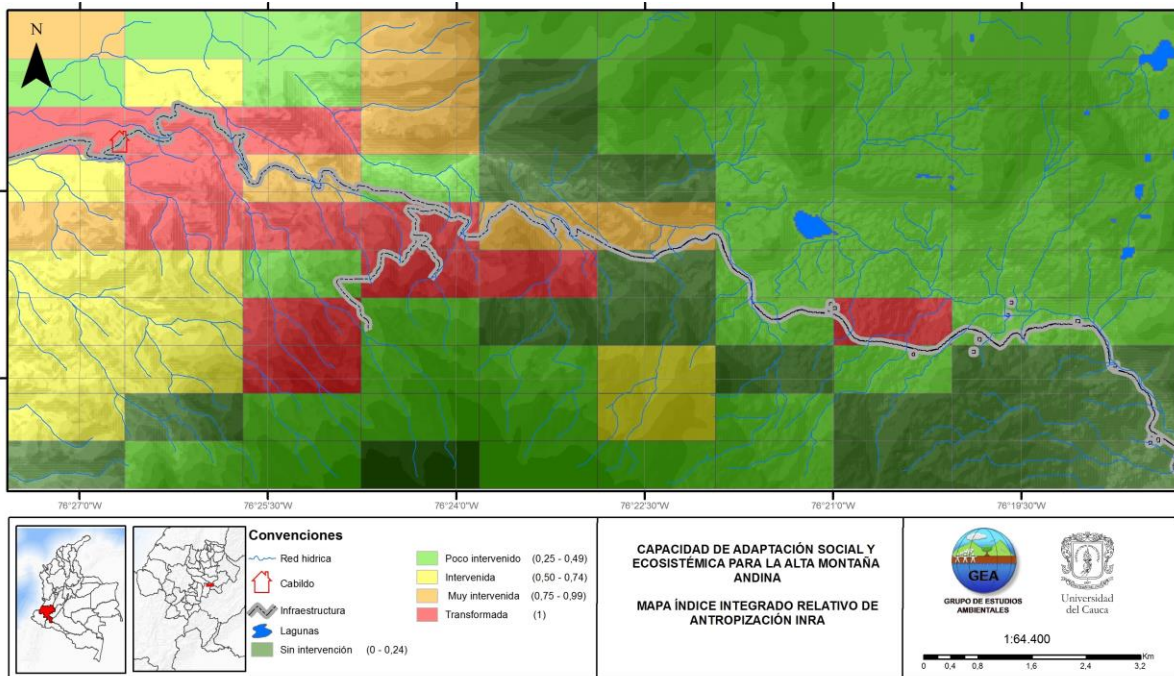 N
76°27'0"W 76°25'30"W 76°24'0"W 76°22'30"W 76°21'0"W 76°19'30"W
Convenciones
Red hidrica
Cabildo
Infraestructura
Lagunas
Sin intervención (0 - 0,24)
Poco intervenido (0,25 - 0,49)
Intervenida (0,50 - 0,74)
Muy intervenida (0,75 - 0,99)
Transformada (1)
CAPACIDAD DE ADAPTACIÓN SOCIAL Y
ECOSISTÉMICA PARA LA ALTA MONTAÑA
ANDINA
MAPA ÍNDICE INTEGRADO RELATIVO DE
ANTROPIZACIÓN INRA
GEA
GRUPO DE ESTUDIOS
AMBIENTALES
Universidad
del Cauca
1:64.400
Km
0 0,4 0,8 1,6 2,4 3,2